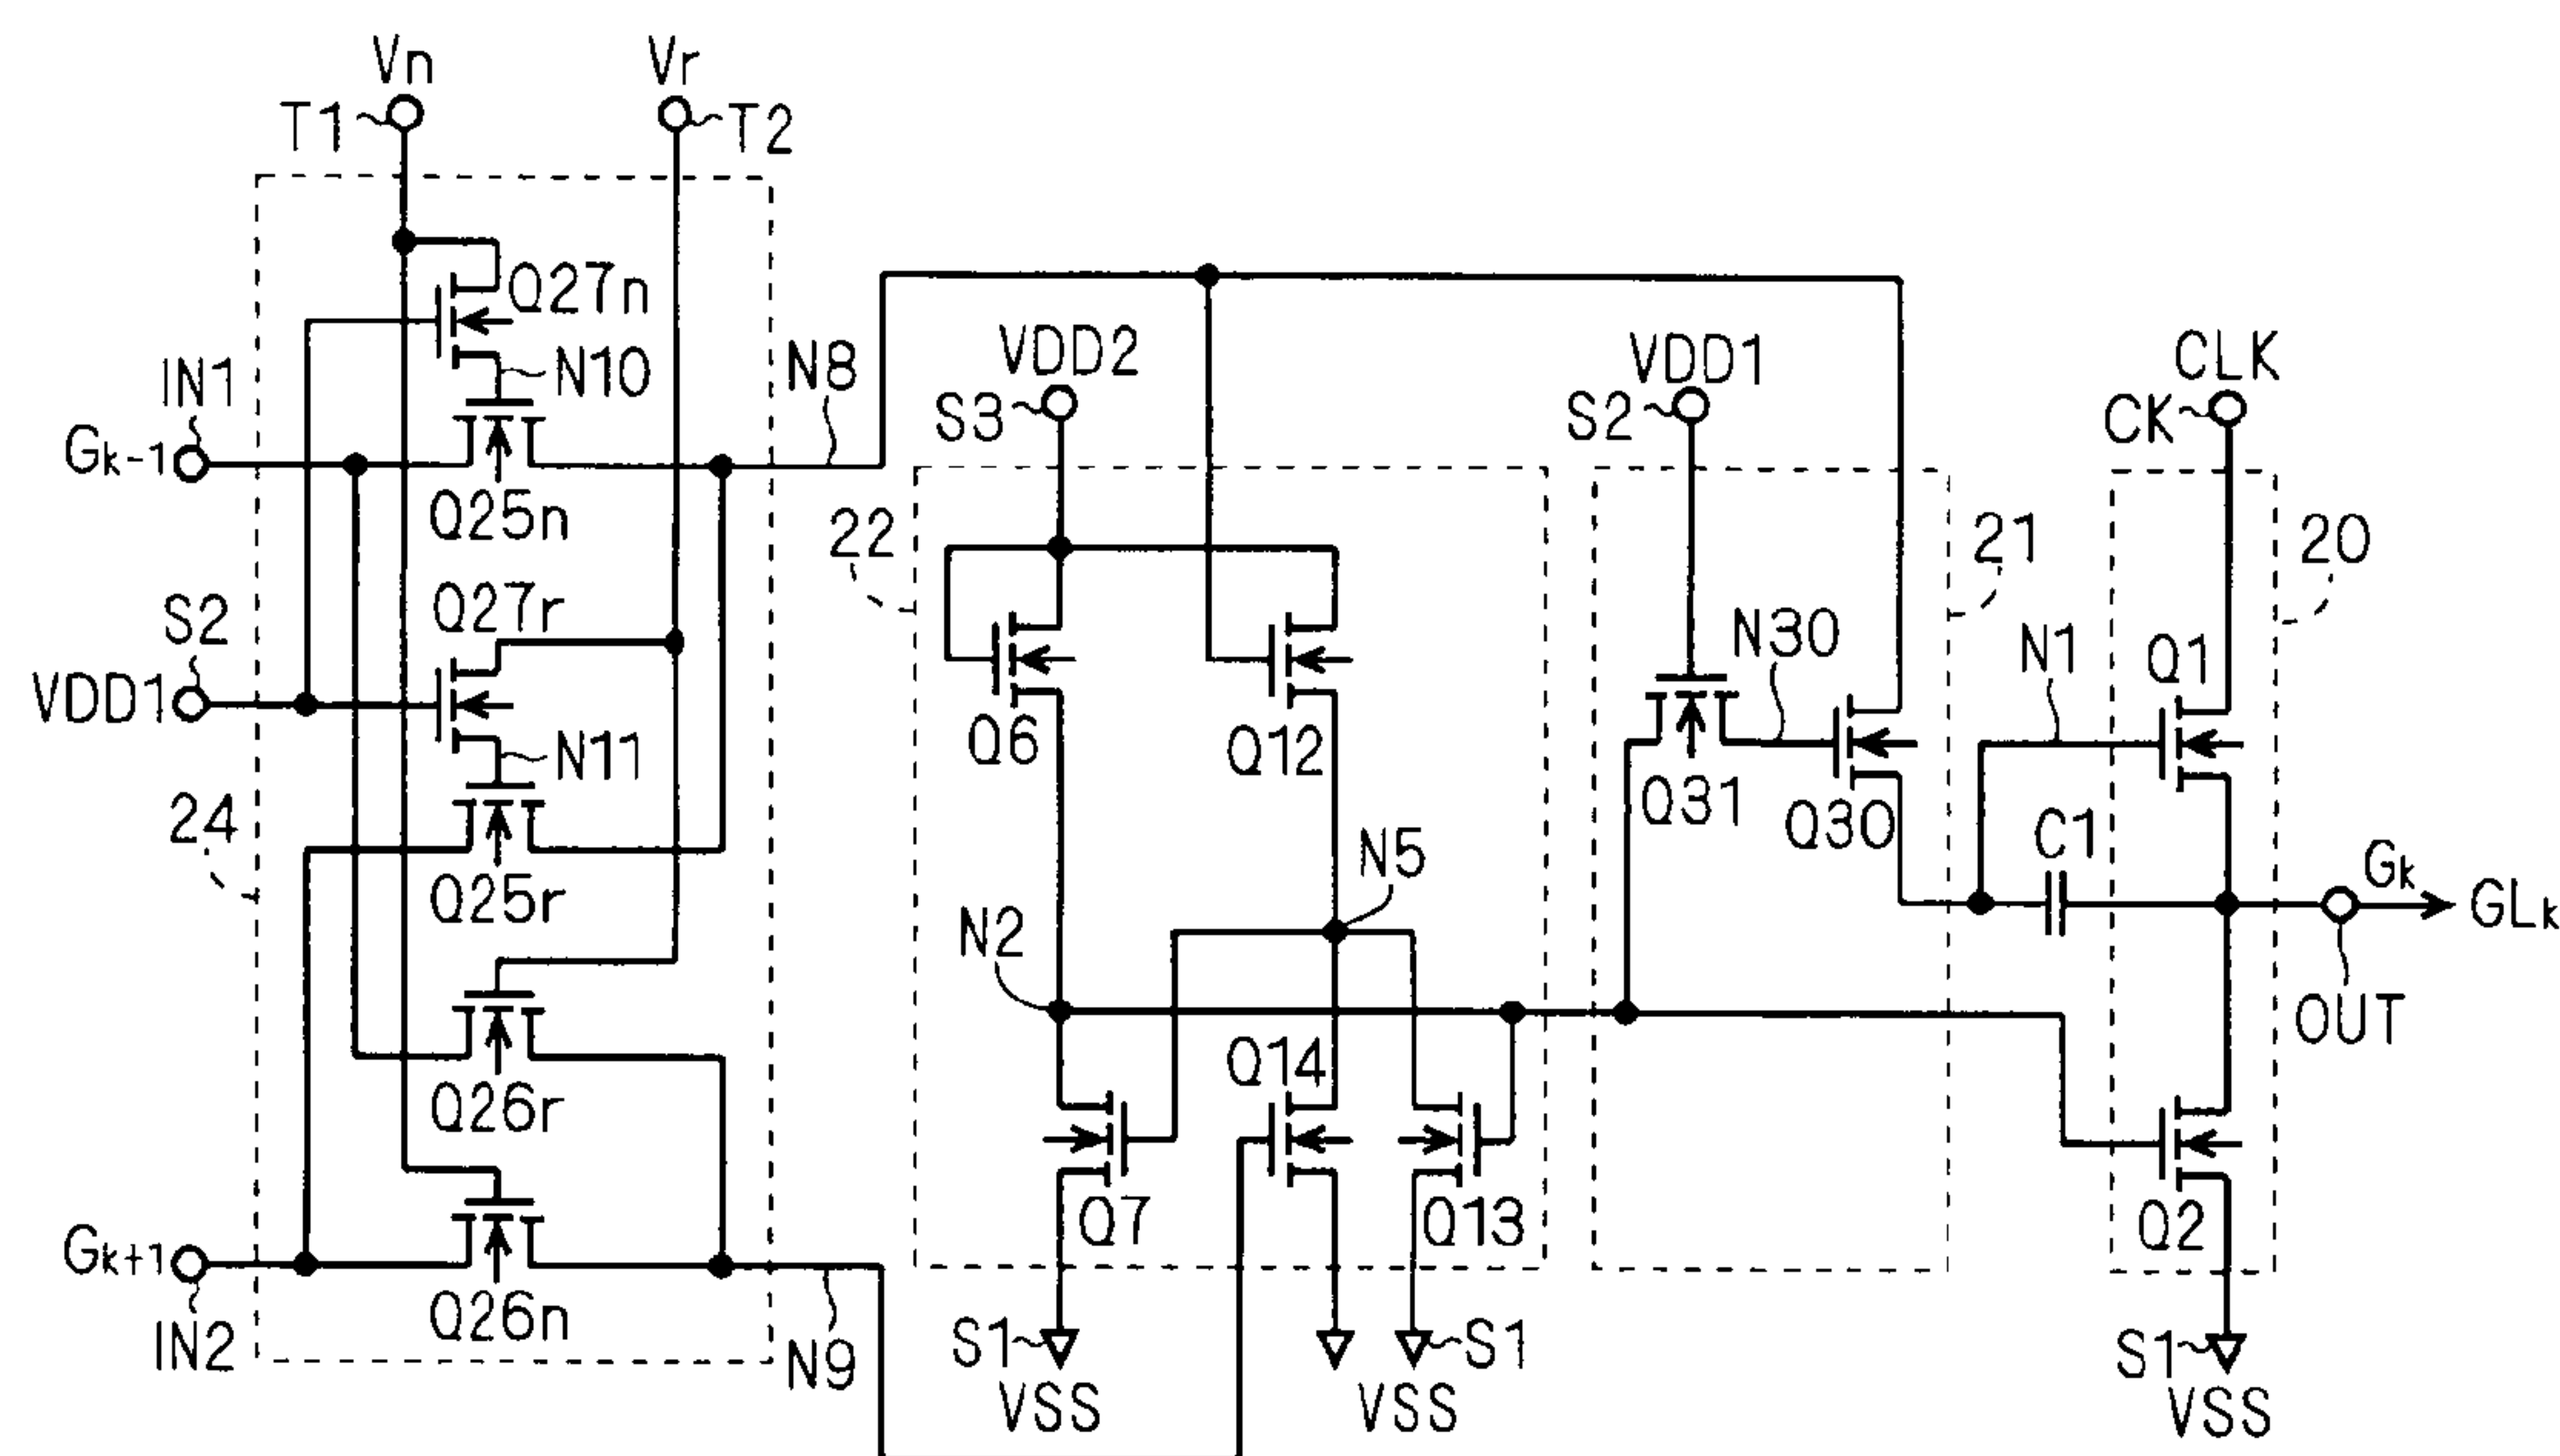 Vn
Vr
T1
T2
Q27n
N10
IN1
Gk-1
N8
VDD2
S3
VDD1
S2
CLK
CK
Q25n
22
21
20
S2
Q27r
VDD1
N11
Q6
Q12
N30
Q31
Q30
N1
Q1
C1
24
Q25r
N5
N2
Gk
GLk
OUT
Q26r
Q14
Q7
Q13
Q2
Gk+1
IN2
Q26n
N9
S1
VSS
S1
VSS
S1
VSS